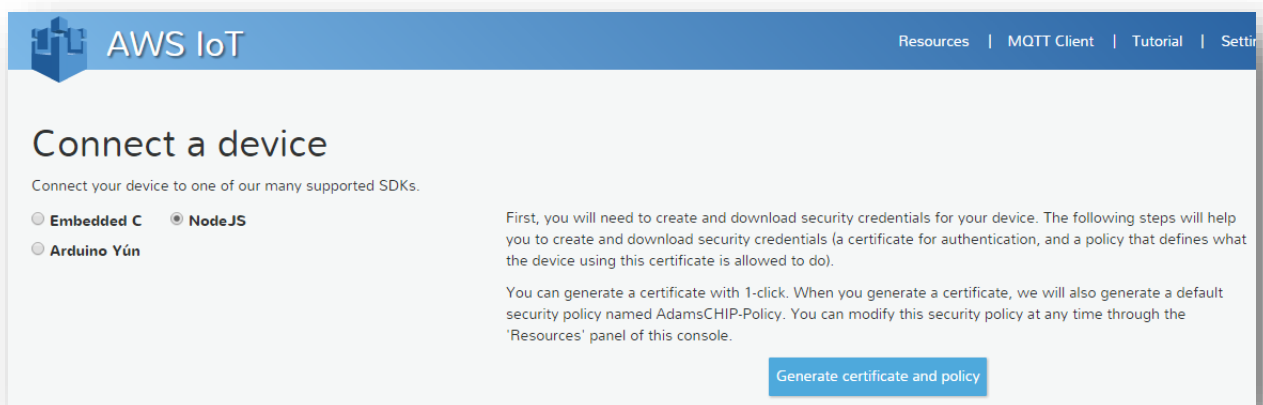 AWS IoT
Resources | MQTT Client | Tutorial |
Connect a device
Connect your device to one of our many supported SDKs.
Embedded C NodeJS
Arduino Yún
First, you will need to create and download security credentials for your device. The following steps will help
you to create and download security credentials (a certificate for authentication, and a policy that defines what
the device using this certificate is allowed to do).
You can generate a certificate with 1-click. When you generate a certificate, we will also generate a default
security policy named AdamsCHIP-Policy. You can modify this security policy at any time through the
'Resources' panel of this console.
Generate certificate and policy